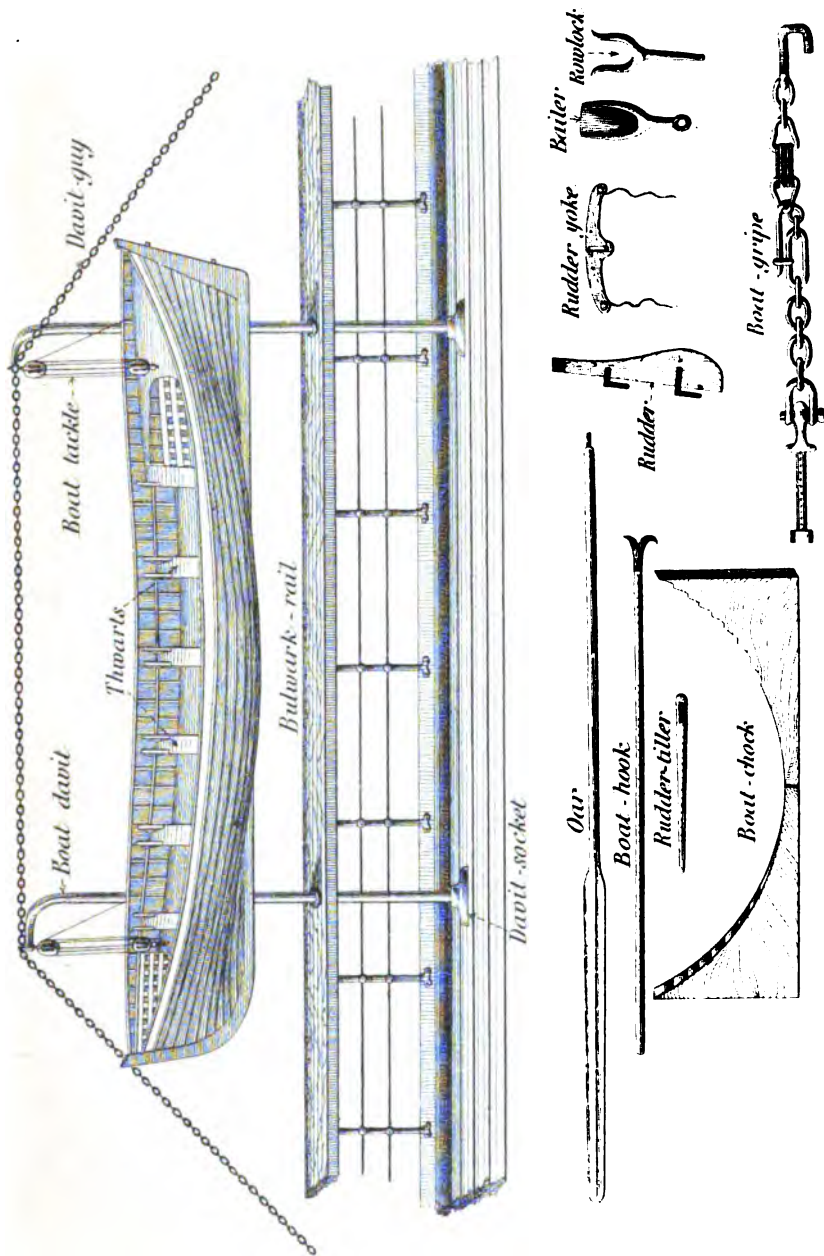 Boat davit
Boat tackle
Davit-guy
Thwarts
Bulwark-rail
Davit-socket
Oar
Boat-hook
Rudder-tiller
Boat-chock
Rudder
Rudder yoke
Bailer
Rowlock
Boat-gripe